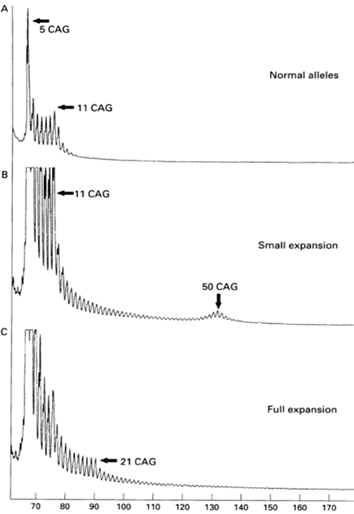 A
5 CAG
11 CAG
Normal alleles
B
11 CAG
Small expansion
50 CAG
C
Full expansion
21 CAG
70 80 90 100 110 120 130 140 150 160 170